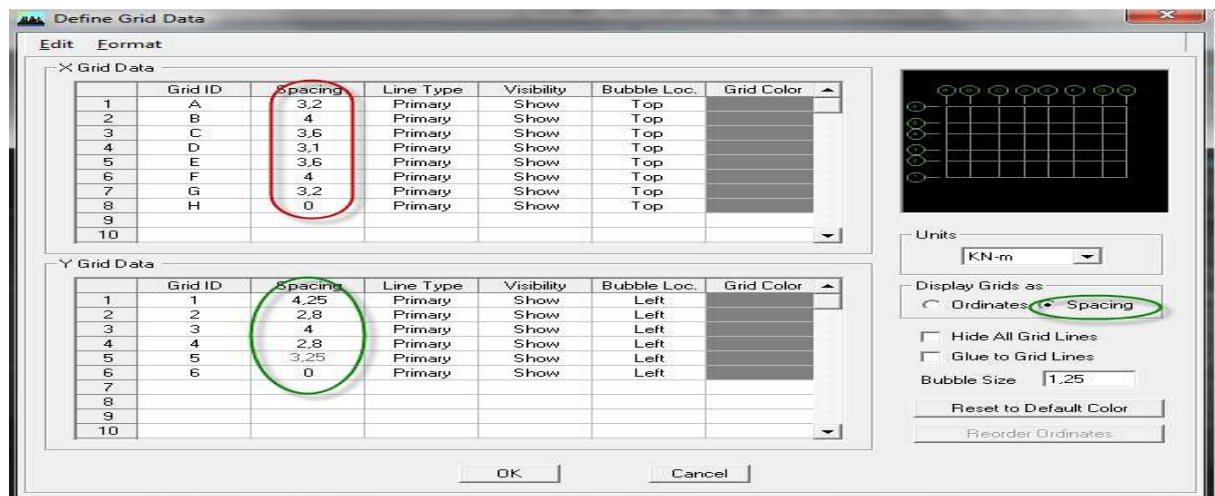 Define Grid Data
Edit Format
X Grid Data
Grid ID Spacing Line Type Visibility Bubble Loc. Grid Color
1 A 3,2 Primary Show Top
2 B 4 Primary Show Top
3 C 3,6 Primary Show Top
4 D 3,1 Primary Show Top
5 E 3,6 Primary Show Top
6 F 4 Primary Show Top
7 G 3,2 Primary Show Top
8 H 0 Primary Show Top
9
10
Y Grid Data
Grid ID Spacing Line Type Visibility Bubble Loc. Grid Color
1 1 4,25 Primary Show Left
2 2 2,8 Primary Show Left
3 3 4 Primary Show Left
4 4 2,8 Primary Show Left
5 5 3,25 Primary Show Left
6 6 0 Primary Show Left
7
8
9
10
Units
KN-m
Display Grids as
Ordinates Spacing
Hide All Grid Lines
Glue to Grid Lines
Bubble Size 1,25
Reset to Default Color
Reorder Ordinates
OK Cancel